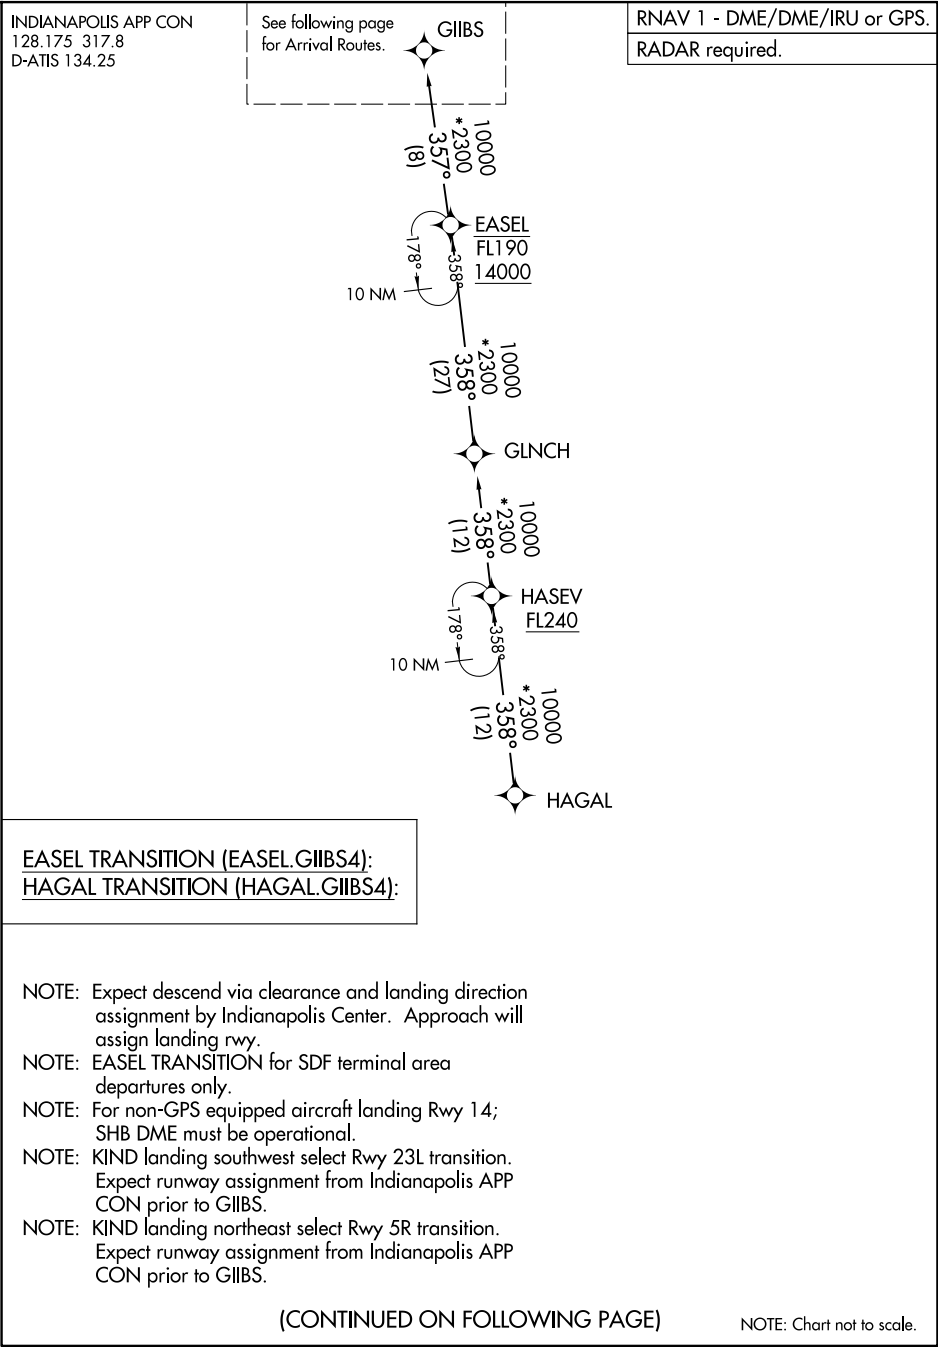 INDIANAPOLIS APP CON
128.175 317.8
D-ATIS 134.25
See following page
for Arrival Routes.
GIIBS
RNAV 1 - DME/DME/IRU or GPS.
RADAR required.
10000
*2300
357°
(8)
EASEL
FL190
14000
178°
358°
10 NM
10000
*2300
358°
(27)
GLNCH
10000
*2300
358°
(12)
HASEV
FL240
178°
358°
10 NM
10000
*2300
358°
(12)
HAGAL
EASEL TRANSITION (EASEL.GIIBS4):
HAGAL TRANSITION (HAGAL.GIIBS4):
NOTE: Expect descend via clearance and landing direction
assignment by Indianapolis Center. Approach will
assign landing rwy.
NOTE: EASEL TRANSITION for SDF terminal area
departures only.
NOTE: For non-GPS equipped aircraft landing Rwy 14;
SHB DME must be operational.
NOTE: KIND landing southwest select Rwy 23L transition.
Expect runway assignment from Indianapolis APP
CON prior to GIIBS.
NOTE: KIND landing northeast select Rwy 5R transition.
Expect runway assignment from Indianapolis APP
CON prior to GIIBS.
(CONTINUED ON FOLLOWING PAGE)
NOTE: Chart not to scale.